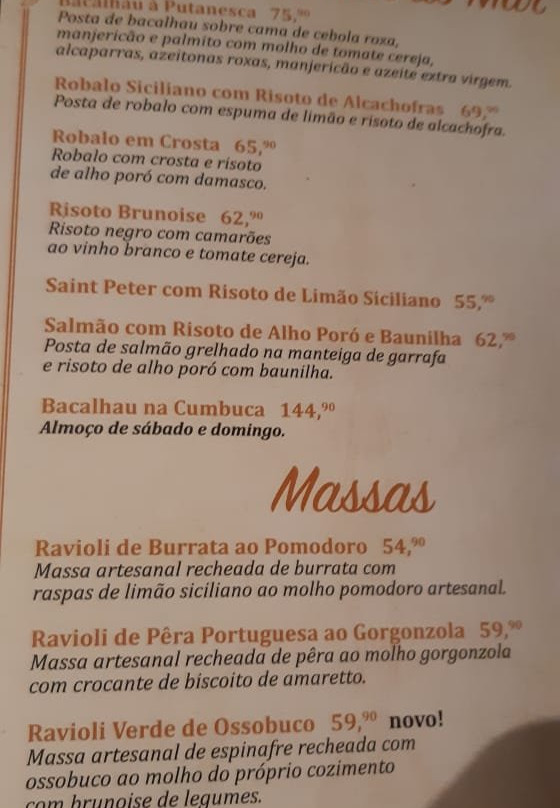 Mar
Bacalhau à Putanesca 75,90
Posta de bacalhau sobre cama de cebola roxa,
manjericão e palmito com molho de tomate cereja,
alcaparras, azeitonas roxas, manjericão e azeite extra virgem.
Robalo Siciliano com Risoto de Alcachofras 69,90
Posta de robalo com espuma de limão e risoto de alcachofra.
Robalo em Crosta 65,90
Robalo com crosta e risoto
de alho poró com damasco.
Risoto Brunoise 62,90
Risoto negro com camarões
ao vinho branco e tomate cereja.
Saint Peter com Risoto de Limão Siciliano 55,90
Salmão com Risoto de Alho Poró e Baunilha 62,90
Posta de salmão grelhado na manteiga de garrafa
e risoto de alho poró com baunilha.
Bacalhau na Cumbuca 144,90
Almoço de sábado e domingo.
Massas
Ravioli de Burrata ao Pomodoro 54,90
Massa artesanal recheada de burrata com
raspas de limão siciliano ao molho pomodoro artesanal.
Ravioli de Pêra Portuguesa ao Gorgonzola 59,90
Massa artesanal recheada de pêra ao molho gorgonzola
com crocante de biscoito de amaretto.
Ravioli Verde de Ossobuco 59,90 novo!
Massa artesanal de espinafre recheada com
ossobuco ao molho do próprio cozimento
com brunoise de legumes.